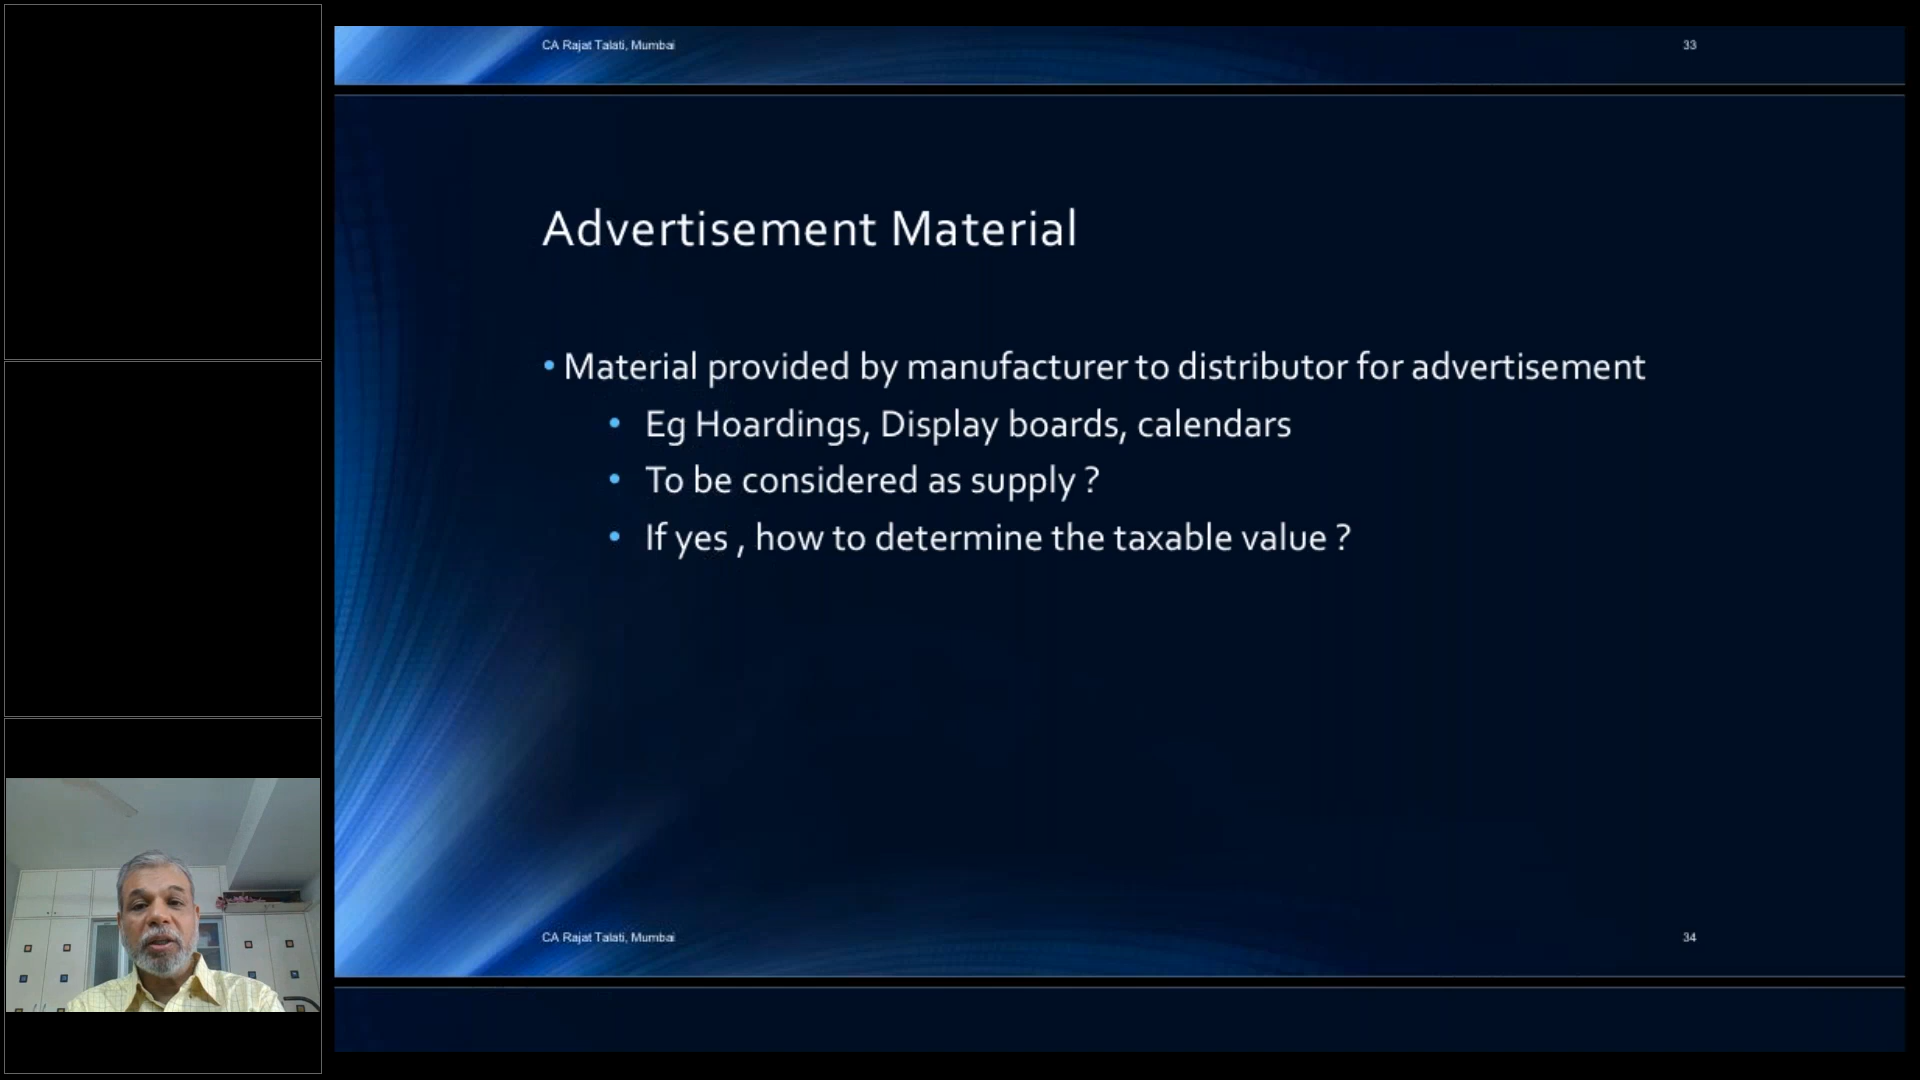 CA Rajat Talati, Mumbai 33
Advertisement Material
• Material provided by manufacturer to distributor for advertisement
• Eg Hoardings, Display boards, calendars
• To be considered as supply ?
• If yes , how to determine the taxable value ?
CA Rajat Talati, Mumbai 34